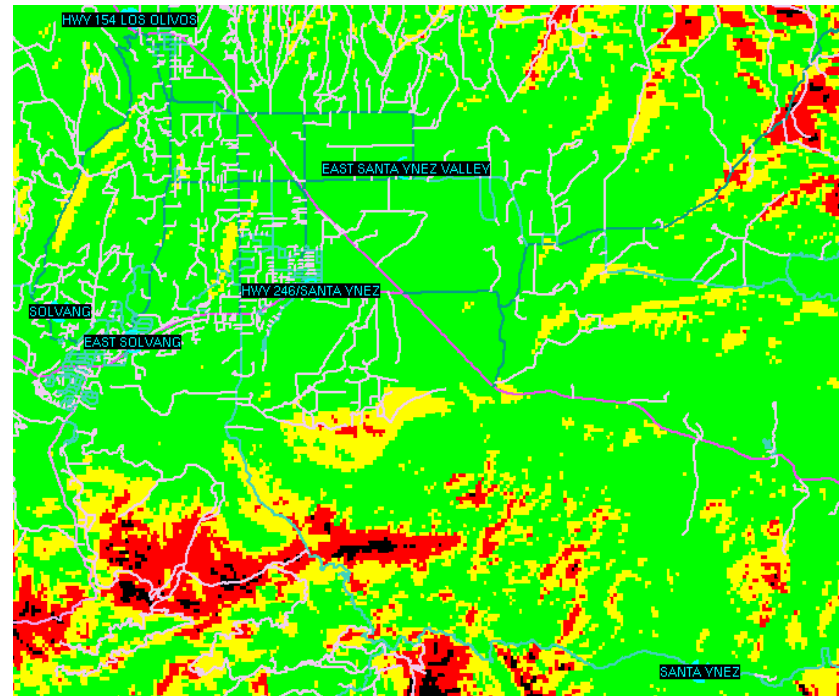 HWY 154 LOS OLIVOS
EAST SANTA YNEZ VALLEY
HWY 246/SANTA YNEZ
SOLVANG
EAST SOLVANG
SANTA YNEZ